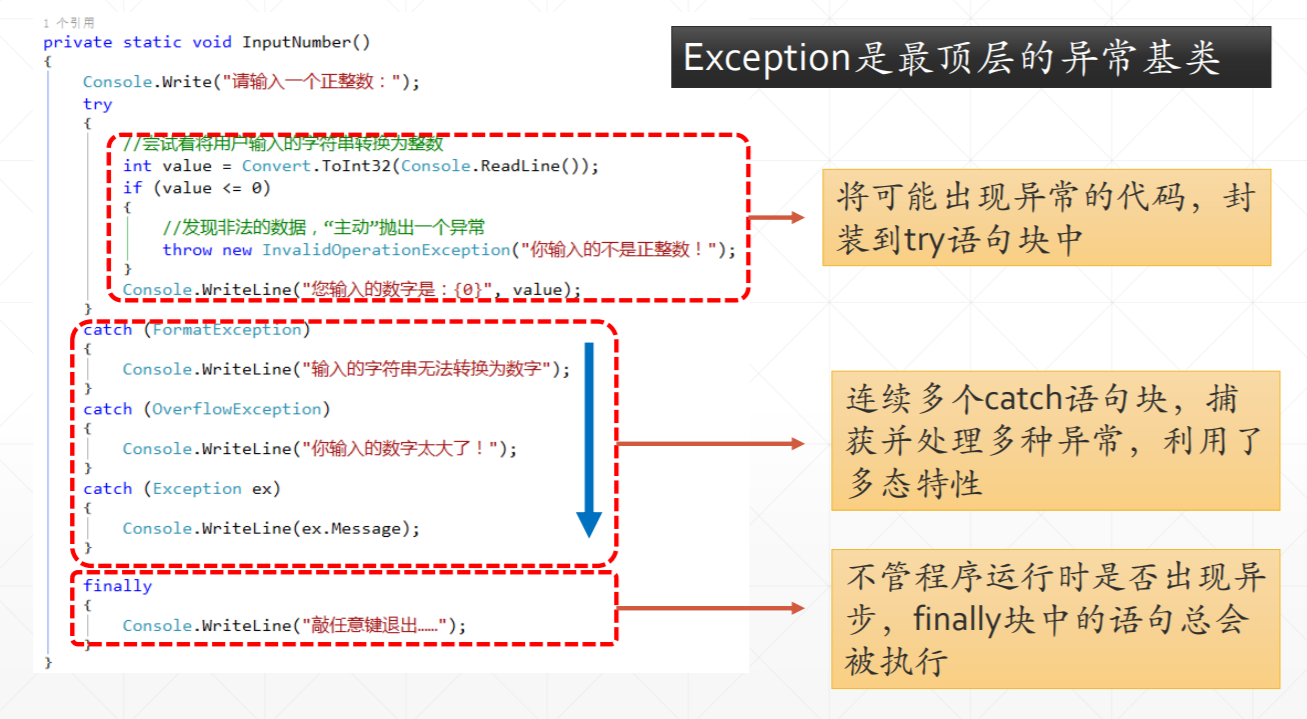 1 个引用
private static void InputNumber()
{
Console.Write("请输入一个正整数：");
try
{
//尝试看将用户输入的字符串转换为整数
int value = Convert.ToInt32(Console.ReadLine());
if (value <= 0)
{
//发现非法的数据，“主动”抛出一个异常
throw new InvalidOperationException("你输入的不是正整数！");
}
Console.WriteLine("您输入的数字是：{0}", value);
}
catch (FormatException)
{
Console.WriteLine("输入的字符串无法转换为数字");
}
catch (OverflowException)
{
Console.WriteLine("你输入的数字太大了！");
}
catch (Exception ex)
{
Console.WriteLine(ex.Message);
}
finally
{
Console.WriteLine("敲任意键退出……");
}
}
Exception是最顶层的异常基类
将可能出现异常的代码，封
装到try语句块中
连续多个catch语句块，捕
获并处理多种异常，利用了
多态特性
不管程序运行时是否出现异
步，finally块中的语句总会
被执行